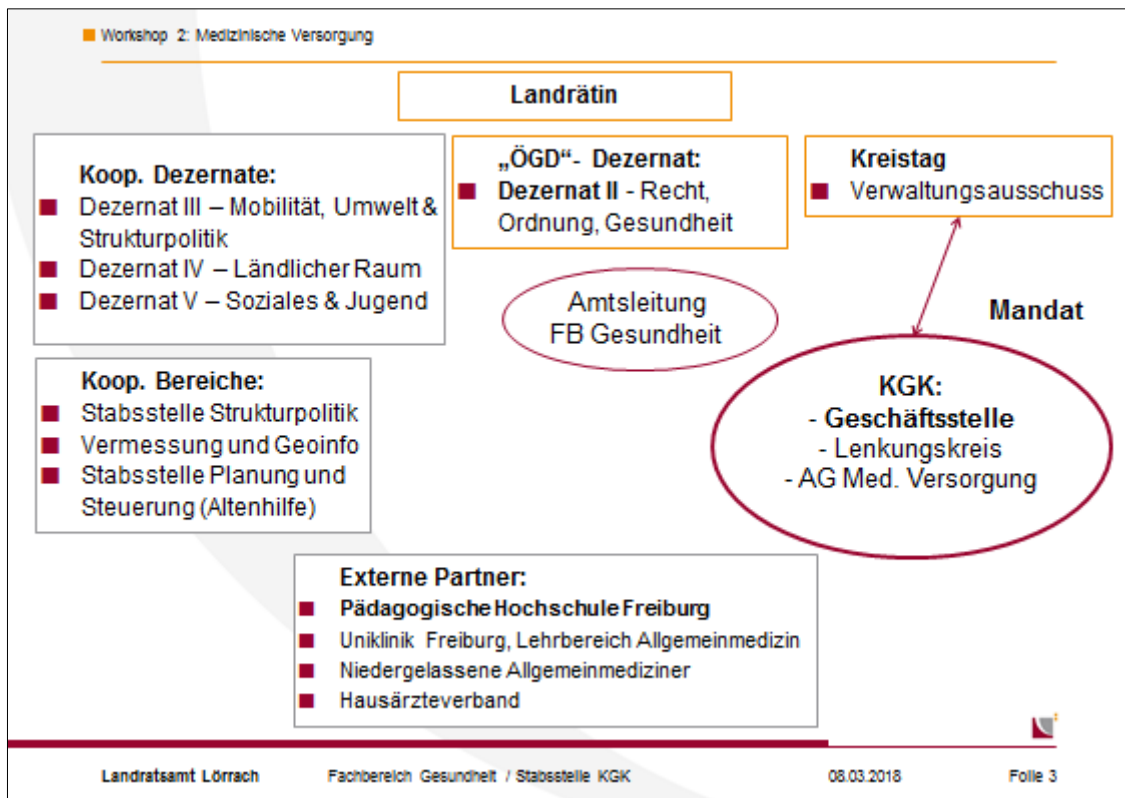 Workshop 2: Medizinische Versorgung
Landrätin
Koop. Dezernate:
Dezernat III – Mobilität, Umwelt &
Strukturpolitik
Dezernat IV – Ländlicher Raum
Dezernat V – Soziales & Jugend
„ÖGD“- Dezernat:
Dezernat II - Recht,
Ordnung, Gesundheit
Kreistag
Verwaltungsausschuss
Amtsleitung
FB Gesundheit
Mandat
Koop. Bereiche:
Stabsstelle Strukturpolitik
Vermessung und Geoinfo
Stabsstelle Planung und
Steuerung (Altenhilfe)
KGK:
- Geschäftsstelle
- Lenkungskreis
- AG Med. Versorgung
Externe Partner:
Pädagogische Hochschule Freiburg
Uniklinik Freiburg, Lehrbereich Allgemeinmedizin
Niedergelassene Allgemeinmediziner
Hausärzteverband
Landratsamt Lörrach Fachbereich Gesundheit / Stabsstelle KGK 08.03.2018 Folie 3